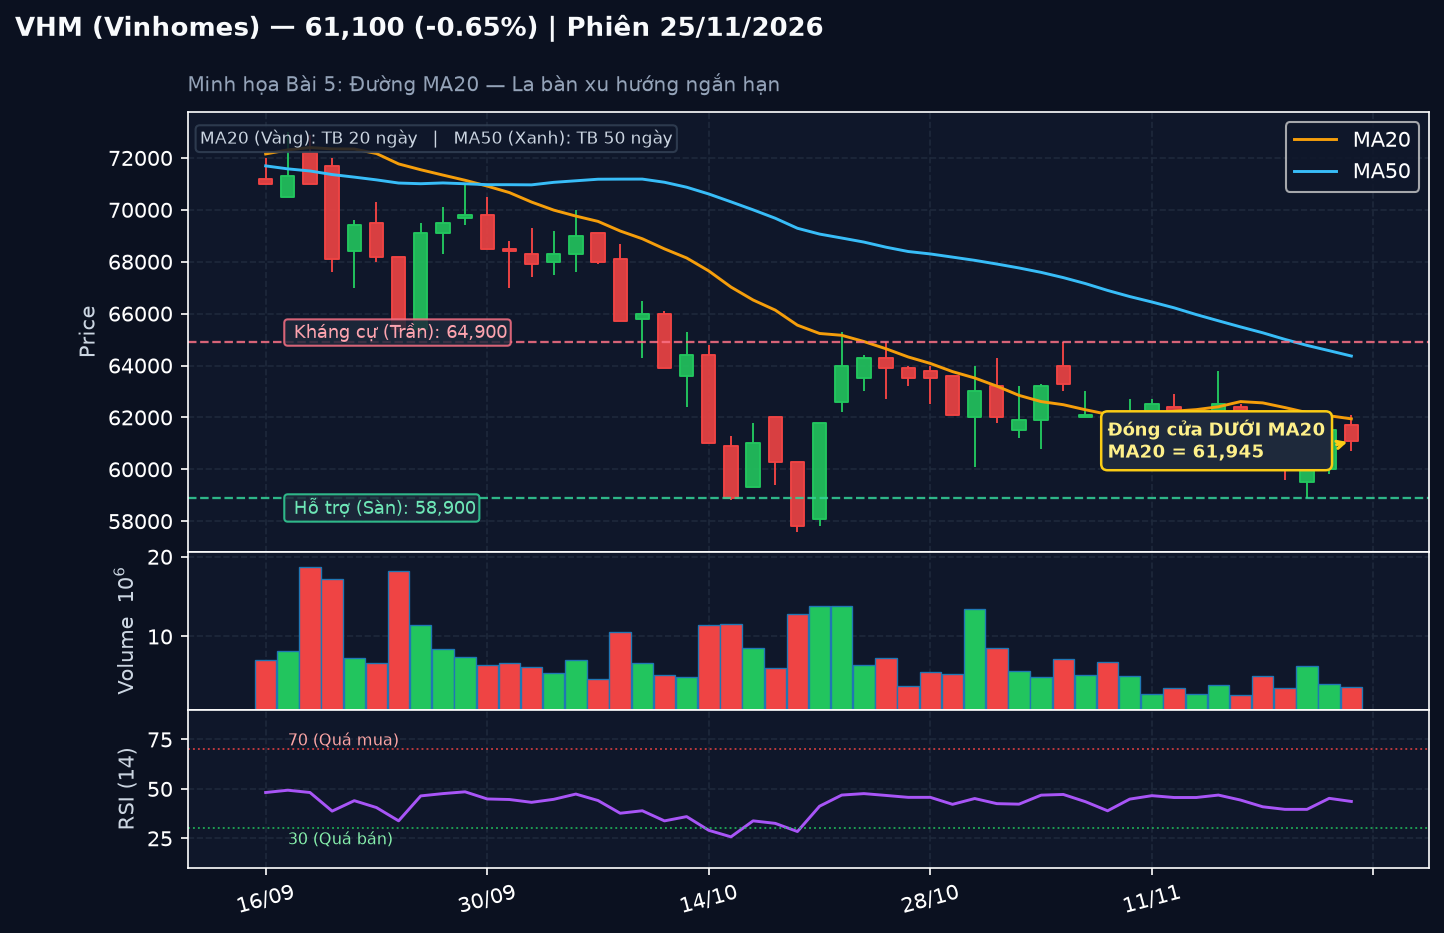 VHM (Vinhomes) — 61,100 (-0.65%) | Phiên 25/11/2026
Minh họa Bài 5: Đường MA20 — La bàn xu hướng ngắn hạn
MA20 (Vàng): TB 20 ngày | MA50 (Xanh): TB 50 ngày
MA20
MA50
72000
70000
68000
66000
64000
62000
60000
58000
Price
Kháng cự (Trần): 64,900
Đóng cửa DƯỚI MA20
MA20 = 61,945
Hỗ trợ (Sàn): 58,900
20
10
Volume 10⁶
75
50
25
RSI (14)
70 (Quá mua)
30 (Quá bán)
16/09
30/09
14/10
28/10
11/11